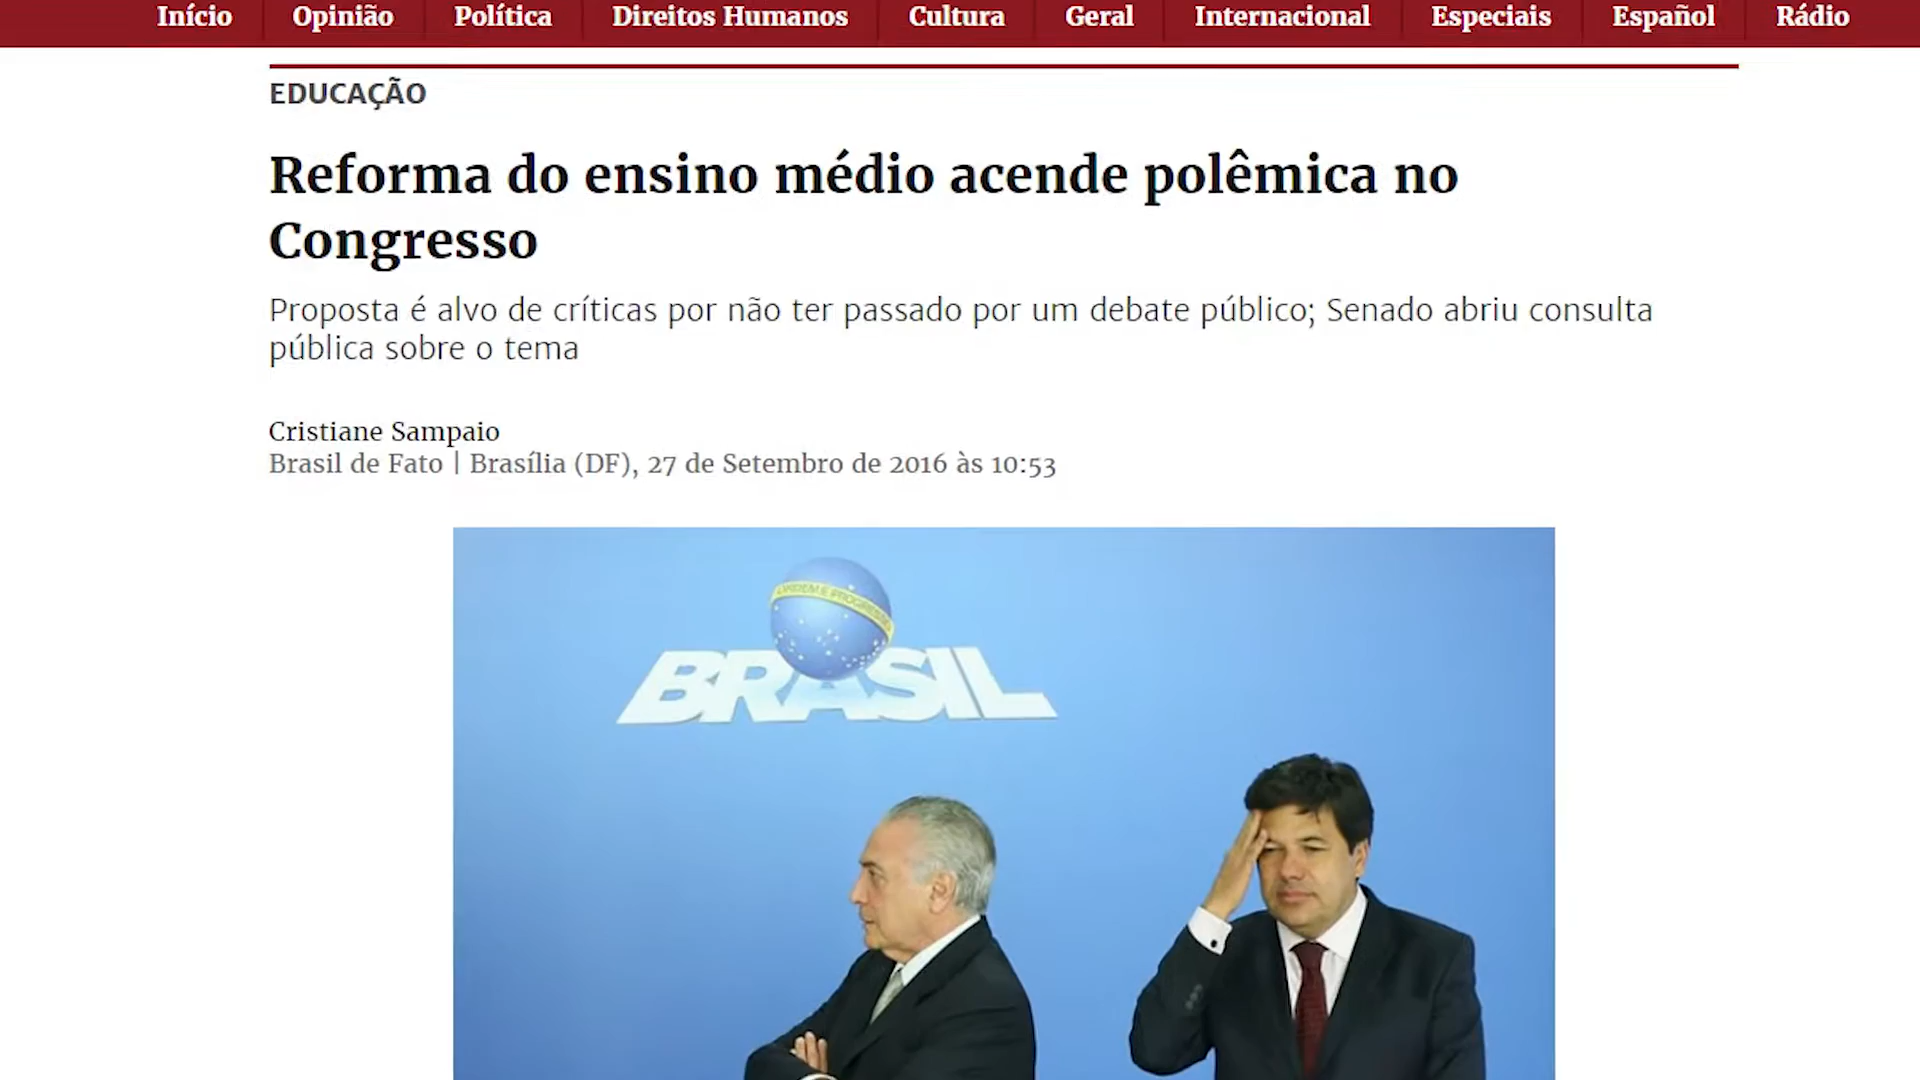 Início Opinião Política Direitos Humanos Cultura Geral Internacional Especiais Español Rádio
EDUCAÇÃO
Reforma do ensino médio acende polêmica no
Congresso
Proposta é alvo de críticas por não ter passado por um debate público; Senado abriu consulta
pública sobre o tema
Cristiane Sampaio
Brasil de Fato | Brasília (DF), 27 de Setembro de 2016 às 10:53
ORDEM E PROGRESSO
BRASIL